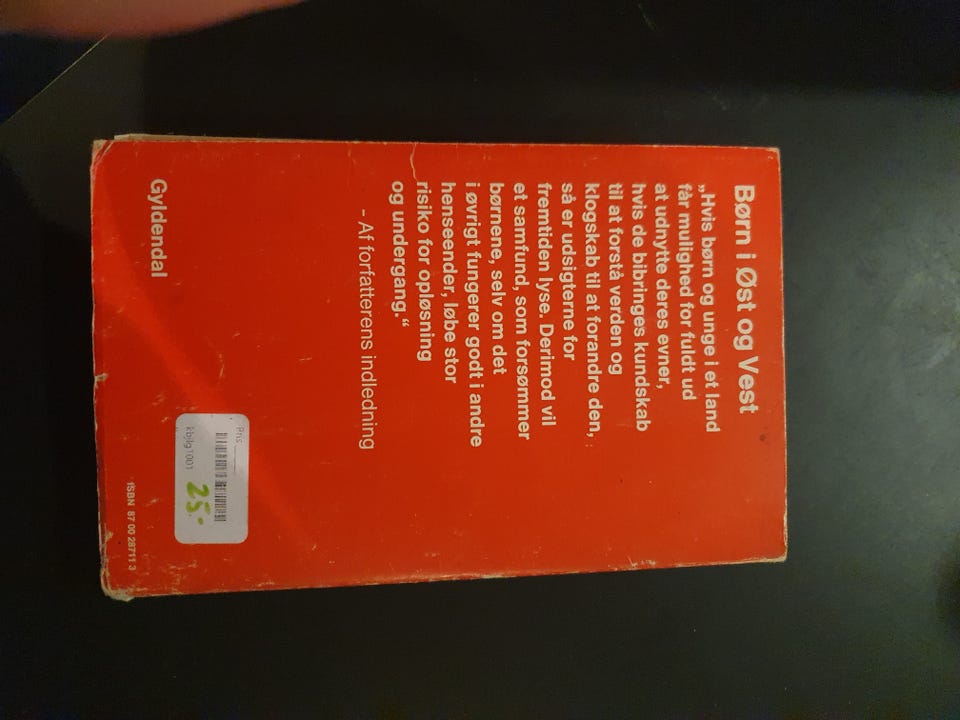 Børn i Øst og Vest
„Hvis børn og unge i et land
får mulighed for fuldt ud
at udnytte deres evner,
hvis de bibringes kundskab
til at forstå verden og
klogskab til at forandre den,
så er udsigterne for
fremtiden lyse. Derimod vil
et samfund, som forsømmer
børnene, selv om det
i øvrigt fungerer godt i andre
henseender, løbe stor
risiko for opløsning
og undergang.“
- Af forfatterens indledning
Pris
25.-
Gyldendal
ISBN 87 00 28711 3